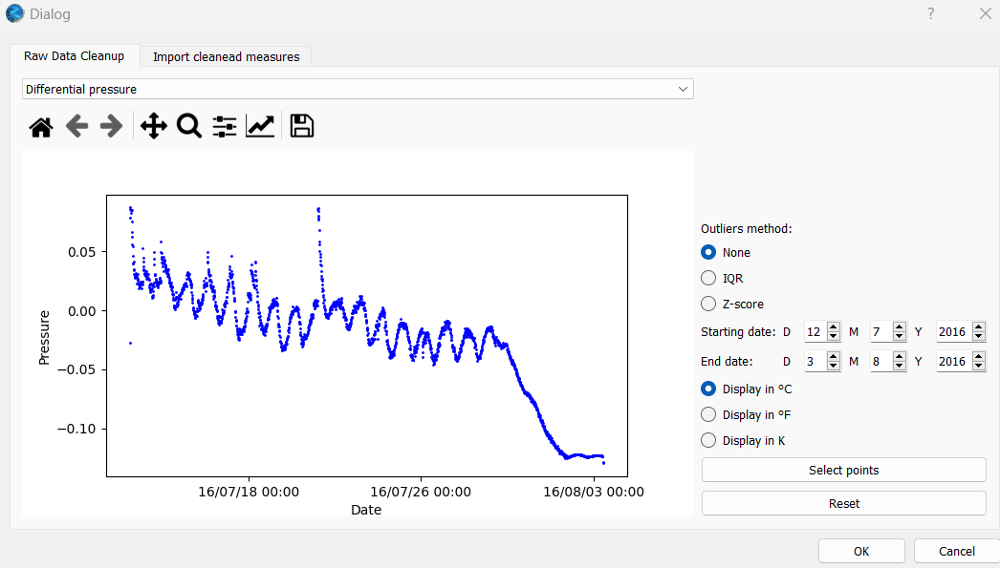 Dialog
?
Raw Data Cleanup
Import cleanead measures
Differential pressure
0.05
0.00
−0.05
−0.10
Pressure
16/07/18 00:00
16/07/26 00:00
16/08/03 00:00
Date
Outliers method:
None
IQR
Z-score
Starting date: D 12 M 7 Y 2016
End date: D 3 M 8 Y 2016
Display in ºC
Display in ºF
Display in K
Select points
Reset
OK
Cancel